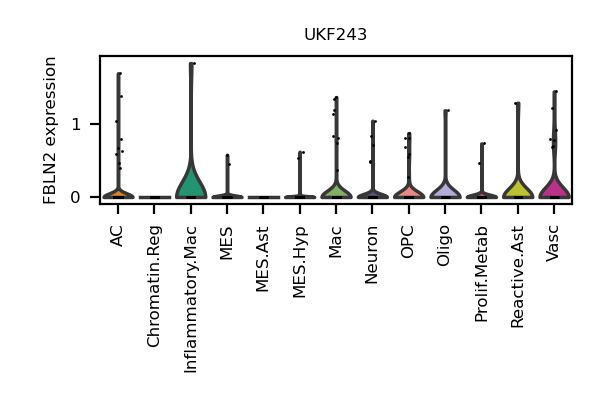 UKF243
FBLN2 expression
1
0
AC
Chromatin.Reg
Inflammatory.Mac
MES
MES.Ast
MES.Hyp
Mac
Neuron
OPC
Oligo
Prolif.Metab
Reactive.Ast
Vasc